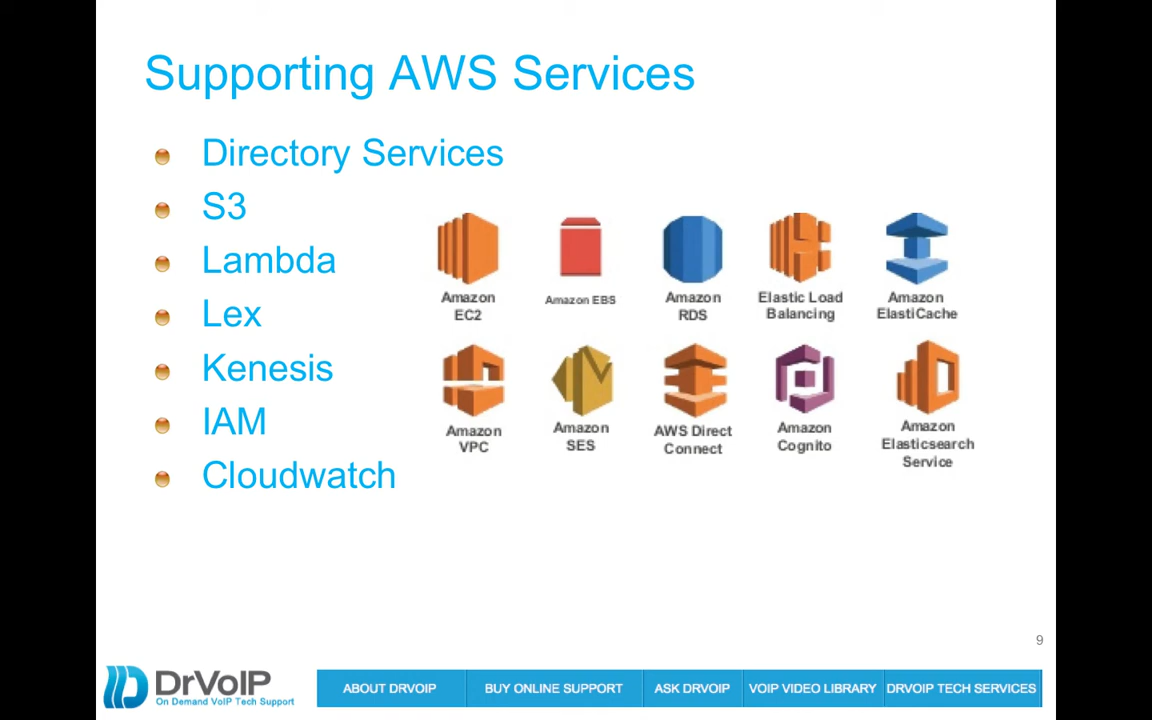 Supporting AWS Services
Directory Services
S3
Lambda
Lex
Kenesis
IAM
Cloudwatch
Amazon
EC2
Amazon EBS
Amazon
RDS
Elastic Load
Balancing
Amazon
ElastiCache
Amazon
VPC
Amazon
SES
AWS Direct
Connect
Amazon
Cognito
Amazon
Elasticsearch
Service
9
DrVoIP
On Demand VoIP Tech Support
ABOUT DRVOIP
BUY ONLINE SUPPORT
ASK DRVOIP
VOIP VIDEO LIBRARY
DRVOIP TECH SERVICES